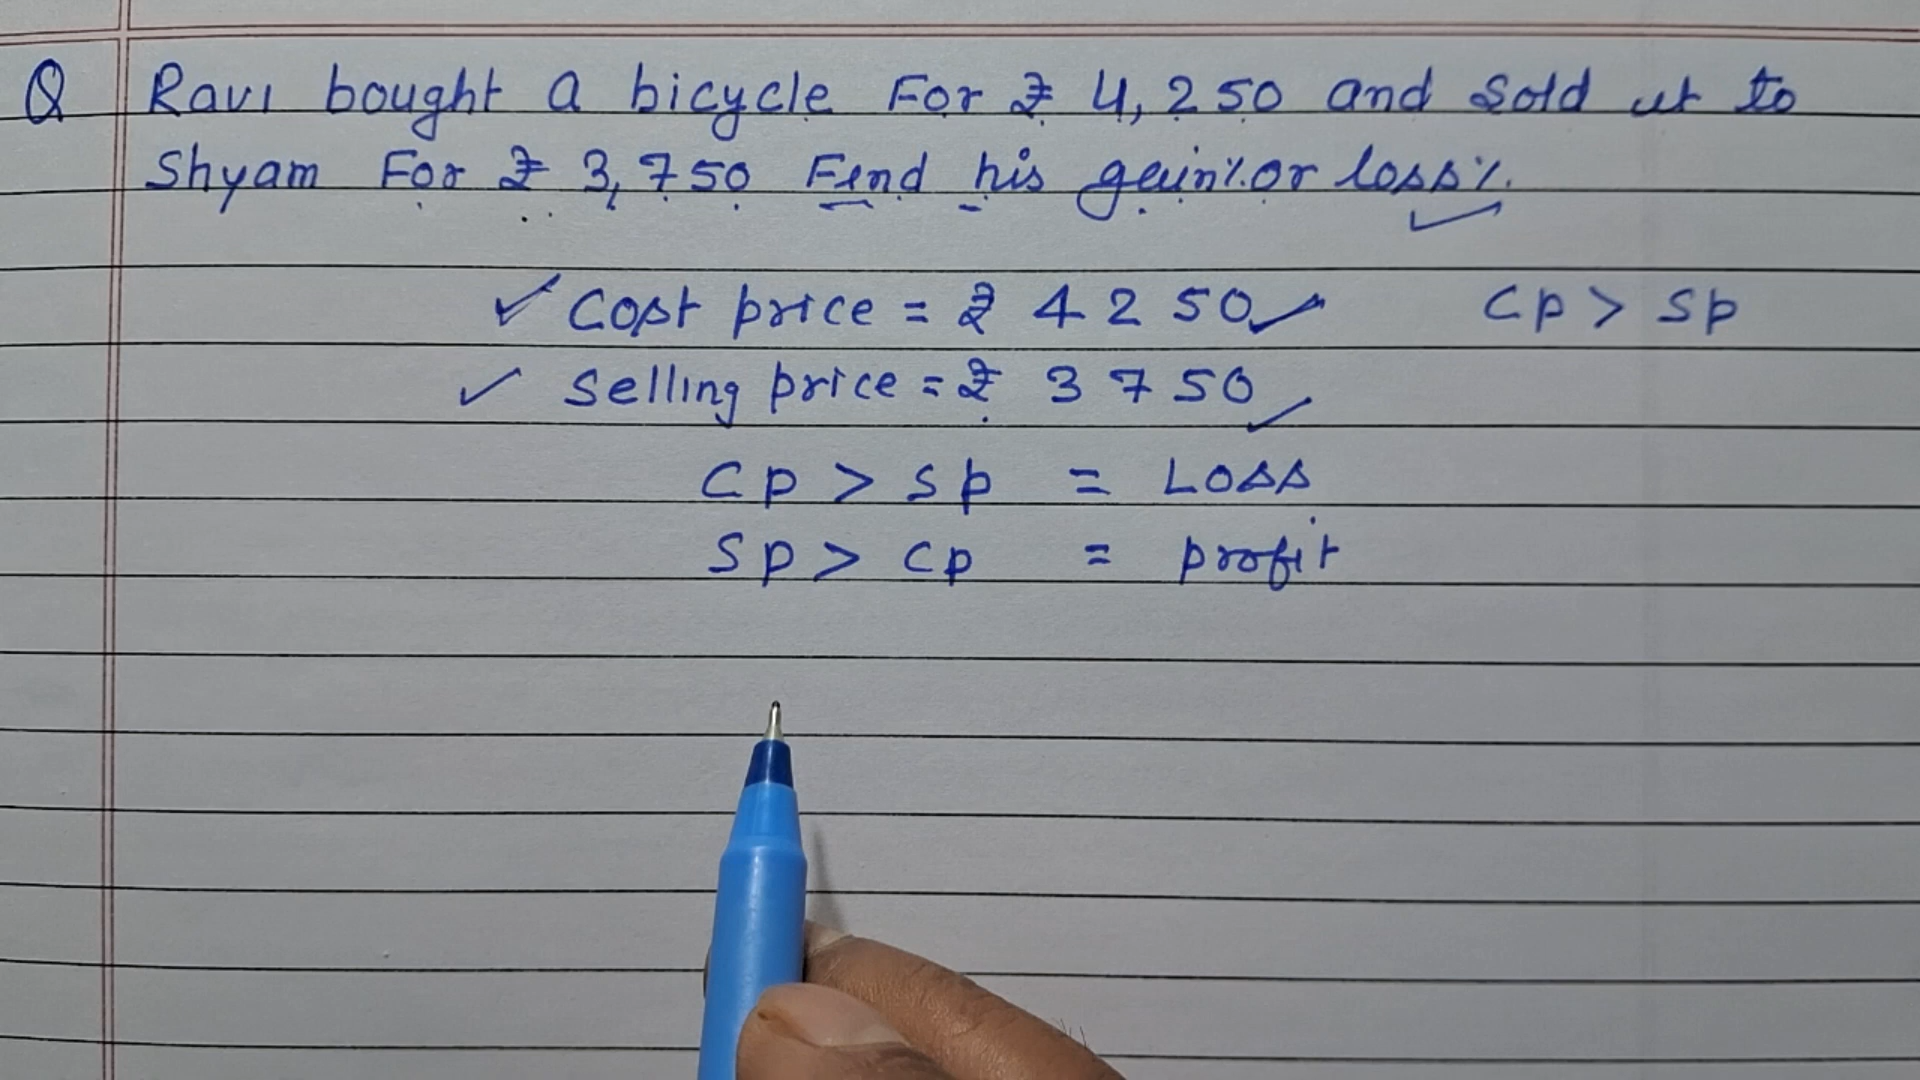 Q Ravi bought a bicycle For ₹ 4,250 and Sold it to
Shyam For ₹ 3,750 Find his gain% or loss%.
Cost price = ₹ 4250 CP > SP
Selling price = ₹ 3750
CP > SP = Loss
SP > CP = profit